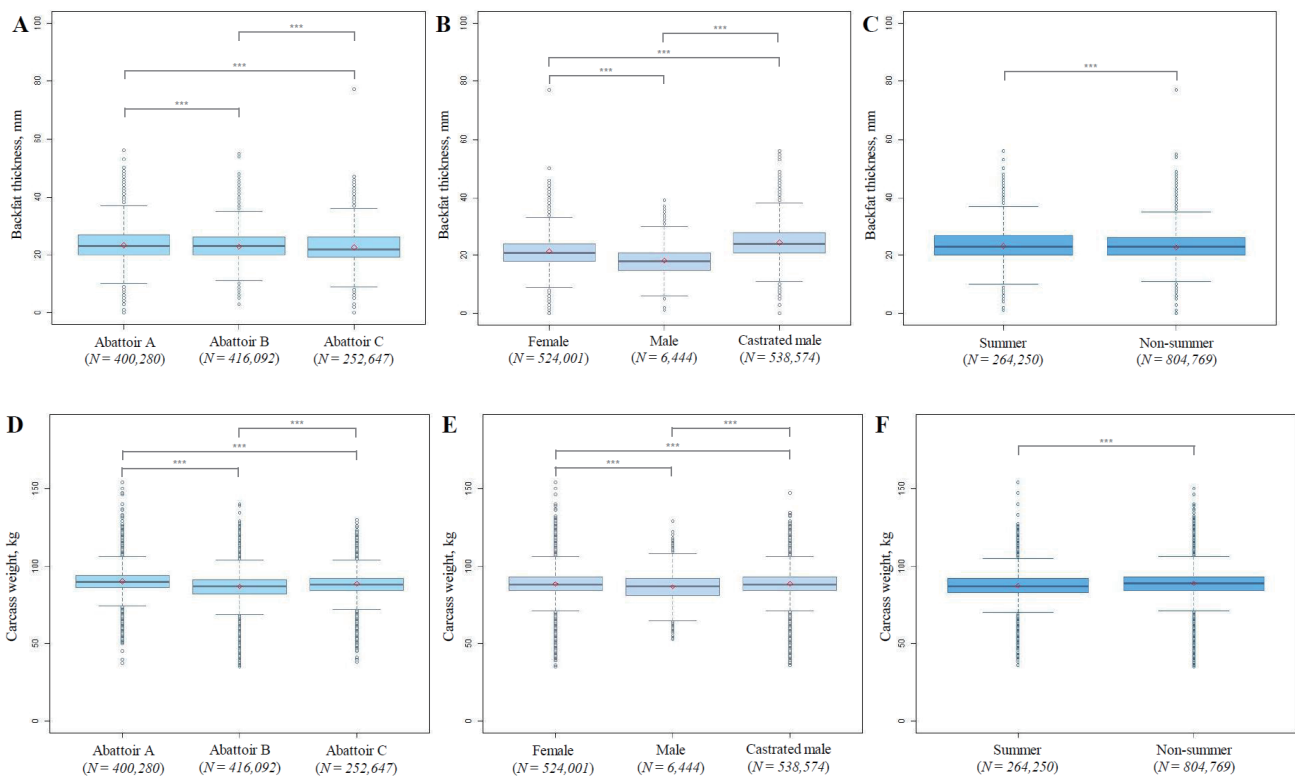 A
Backfat thickness, mm
100
80
60
40
20
0
***
***
***
Abattoir A
(N = 400,280)
Abattoir B
(N = 416,092)
Abattoir C
(N = 252,647)
B
Backfat thickness, mm
100
80
60
40
20
0
***
***
***
Female
(N = 524,001)
Male
(N = 6,444)
Castrated male
(N = 538,574)
C
Backfat thickness, mm
100
80
60
40
20
0
***
Summer
(N = 264,250)
Non-summer
(N = 804,769)
D
Carcass weight, kg
150
100
50
0
***
***
***
Abattoir A
(N = 400,280)
Abattoir B
(N = 416,092)
Abattoir C
(N = 252,647)
E
Carcass weight, kg
150
100
50
0
***
***
***
Female
(N = 524,001)
Male
(N = 6,444)
Castrated male
(N = 538,574)
F
Carcass weight, kg
150
100
50
0
***
Summer
(N = 264,250)
Non-summer
(N = 804,769)